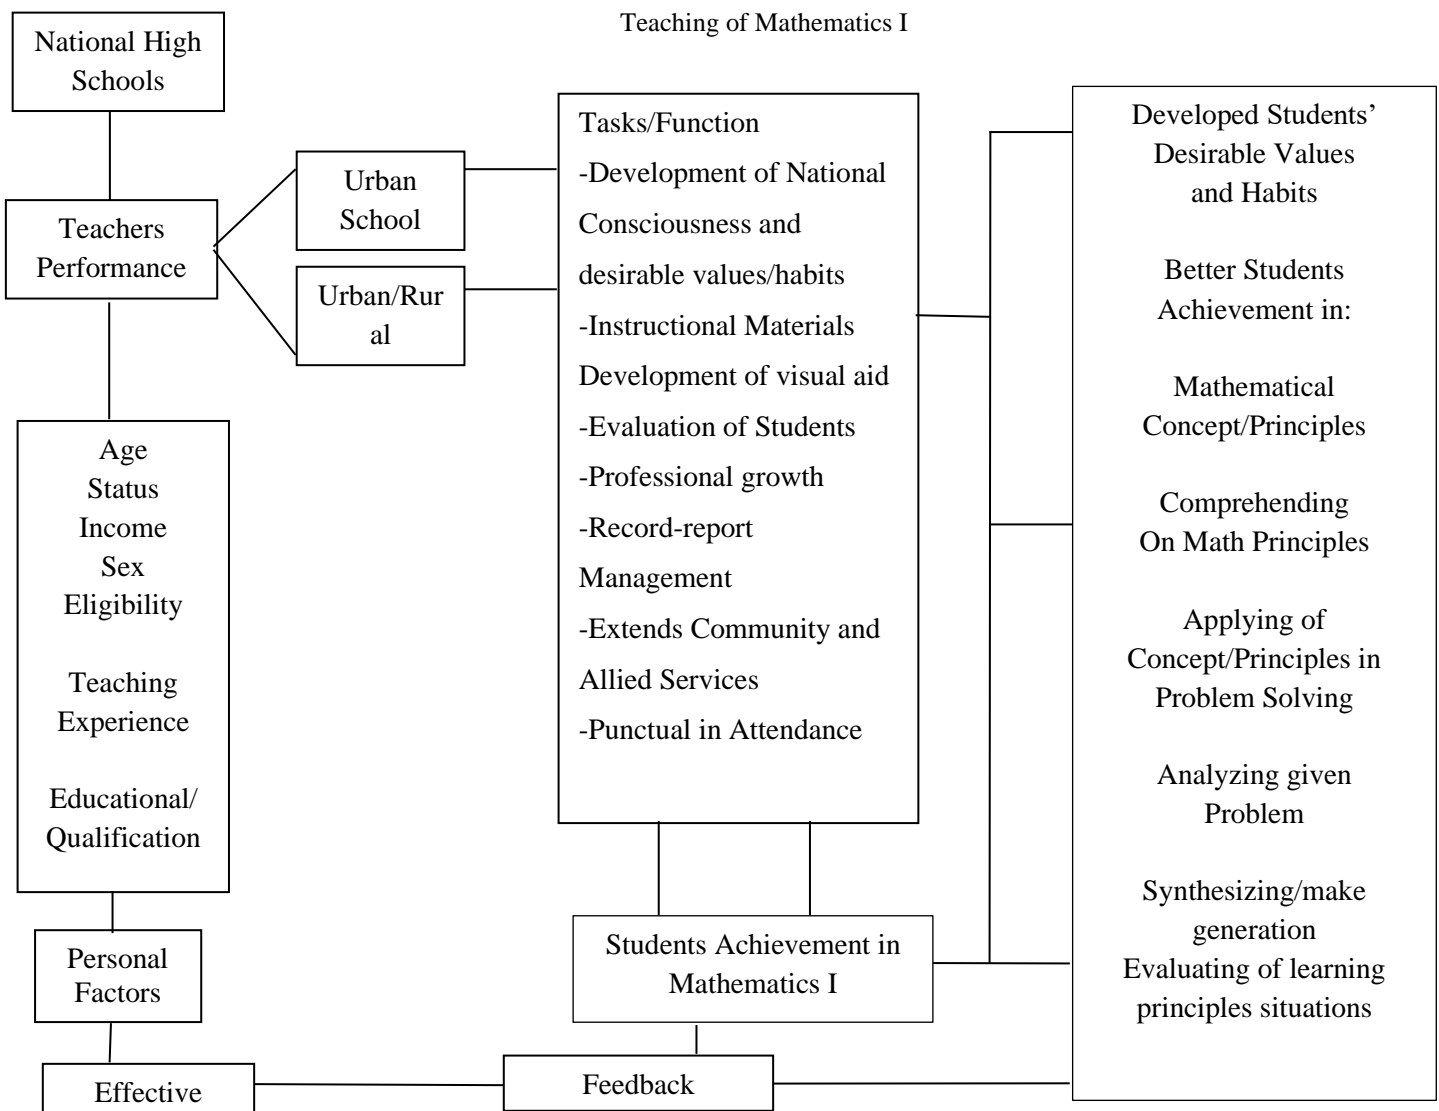 Teaching of Mathematics I
National High
Schools
Teachers
Performance
Age
Status
Income
Sex
Eligibility
Teaching
Experience
Educational/
Qualification
Personal
Factors
Effective
Urban
School
Urban/Rur
al
Tasks/Function
-Development of National
Consciousness and
desirable values/habits
-Instructional Materials
Development of visual aid
-Evaluation of Students
-Professional growth
-Record-report
Management
-Extends Community and
Allied Services
-Punctual in Attendance
Students Achievement in
Mathematics I
Feedback
Developed Students’
Desirable Values
and Habits
Better Students
Achievement in:
Mathematical
Concept/Principles
Comprehending
On Math Principles
Applying of
Concept/Principles in
Problem Solving
Analyzing given
Problem
Synthesizing/make
generation
Evaluating of learning
principles situations